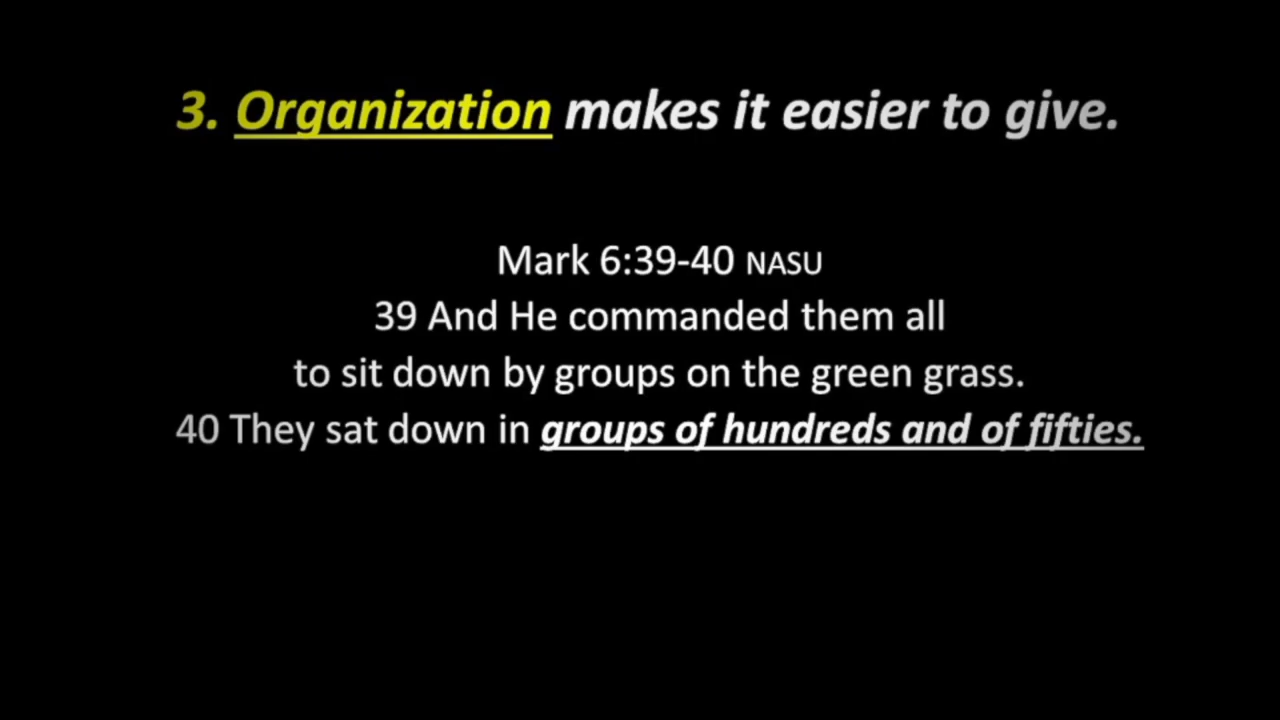 3. Organization makes it easier to give.
Mark 6:39-40 NASU
39 And He commanded them all
to sit down by groups on the green grass.
40 They sat down in groups of hundreds and of fifties.